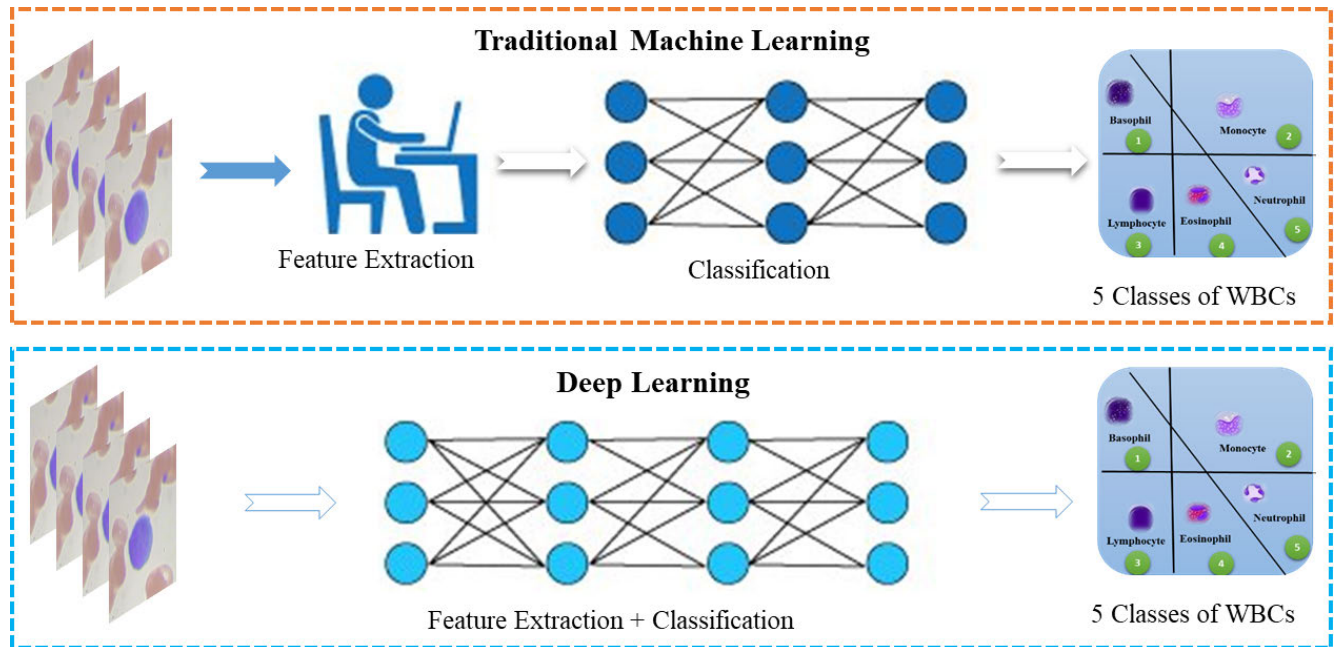 Traditional Machine Learning
Feature Extraction
Classification
Basophil
1
Monocyte
2
Lymphocyte
3
Eosinophil
4
Neutrophil
5
5 Classes of WBCs
Deep Learning
Feature Extraction + Classification
Basophil
1
Monocyte
2
Lymphocyte
3
Eosinophil
4
Neutrophil
5
5 Classes of WBCs